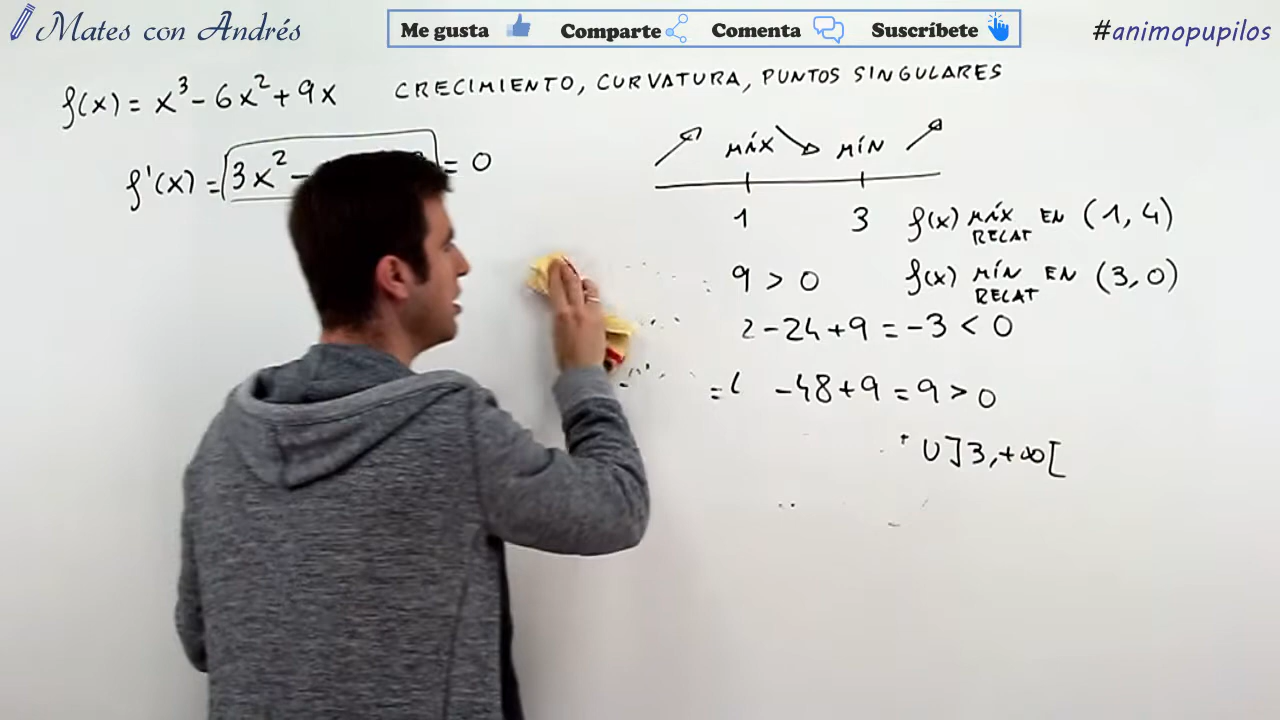 Mates con Andrés
Me gusta Comparte Comenta Suscríbete
#animopupilos
f(x) = x³ - 6x² + 9x
CRECIMIENTO, CURVATURA, PUNTOS SINGULARES
f'(x) = 3x² - = 0
MÁX MÍN
1 3
f(x) MÁX RELAT EN (1, 4)
9 > 0
f(x) MÍN RELAT EN (3, 0)
2 - 24 + 9 = -3 < 0
= - 48 + 9 = 9 > 0
U ]3, +∞[